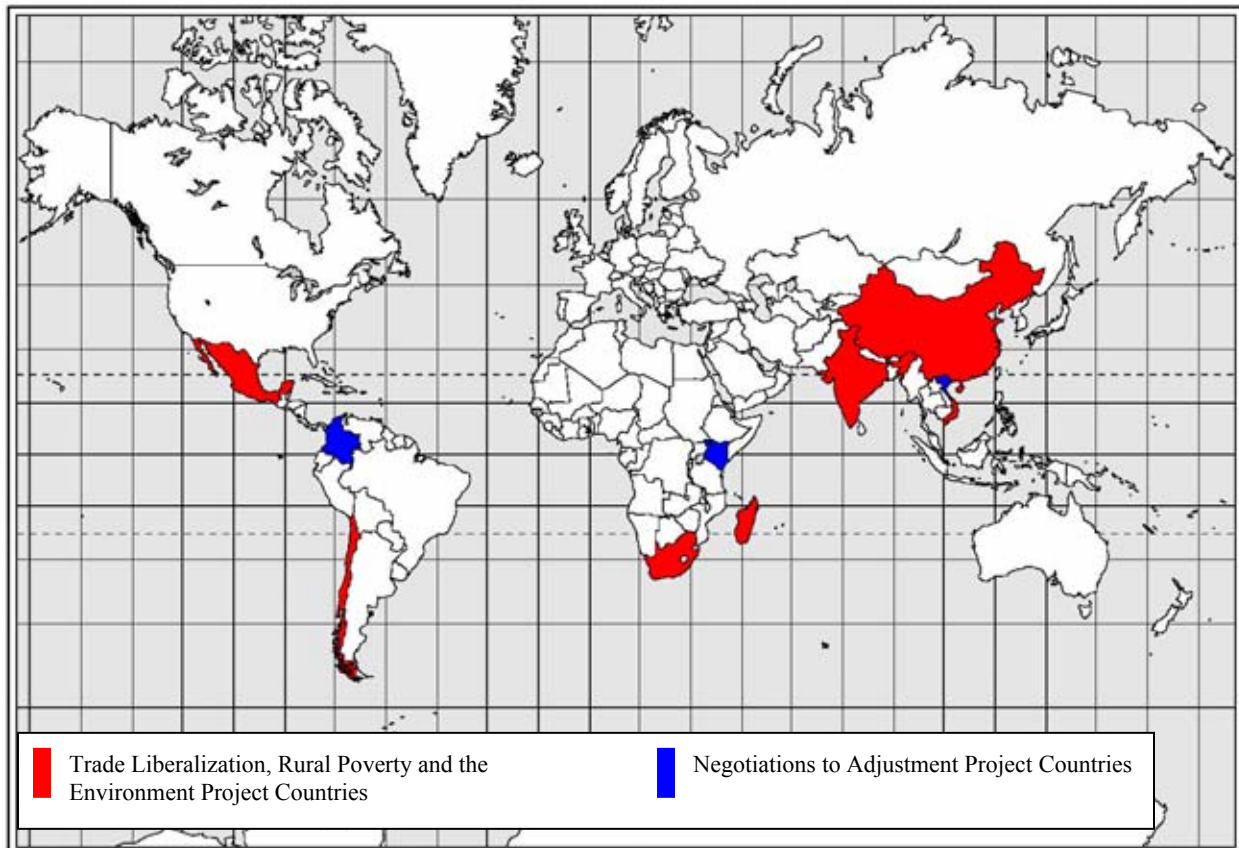 Trade Liberalization, Rural Poverty and the
Environment Project Countries
Negotiations to Adjustment Project Countries